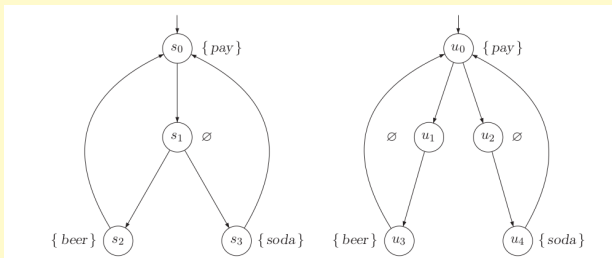 s0 { pay } u0 { pay }
s1 ∅ ∅ u1 u2 ∅
{ beer } s2 s3 { soda } { beer } u3 u4 { soda }